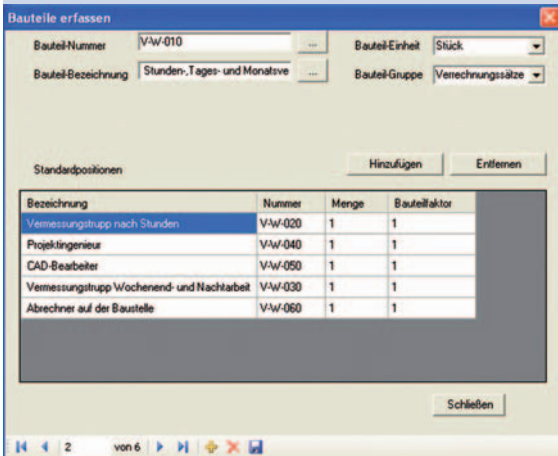 Bauteile erfassen
Bauteil-Nummer V-W-010 ... Bauteil-Einheit Stück
Bauteil-Bezeichnung Stunden-,Tages- und Monatsve ... Bauteil-Gruppe Verrechnungssätze
Standardpositionen Hinzufügen Entfernen
Bezeichnung Nummer Menge Bauteilfaktor
Vermessungstrupp nach Stunden V-W-020 1 1
Projektingenieur V-W-040 1 1
CAD-Bearbeiter V-W-050 1 1
Vermessungstrupp Wochenend- und Nachtarbeit V-W-030 1 1
Abrechner auf der Baustelle V-W-060 1 1
Schließen
2 von 6